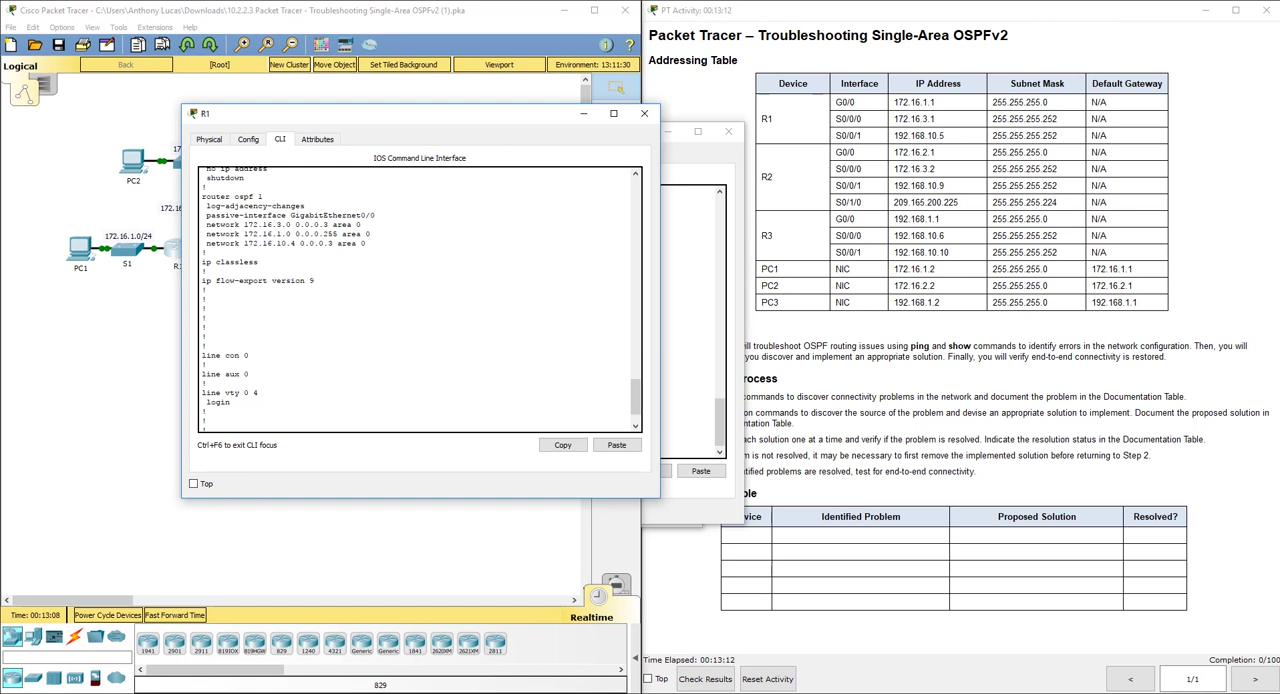 Cisco Packet Tracer - C:\Users\Anthony Lucas\Downloads\10.2.2.3 Packet Tracer - Troubleshooting Single-Area OSPFv2 (1).pka
File Edit Options View Tools Extensions Help
Logical Back [Root] New Cluster Move Object Set Tiled Background Viewport Environment: 13:11:30
PC2
172.16.1.0/24
PC1
S1
R1
Physical Config CLI Attributes
IOS Command Line Interface
no ip address
shutdown
!
router ospf 1
log-adjacency-changes
passive-interface GigabitEthernet0/0
network 172.16.3.0 0.0.0.3 area 0
network 172.16.1.0 0.0.0.255 area 0
network 172.16.10.4 0.0.0.3 area 0
!
ip classless
!
ip flow-export version 9
!
!
!
!
!
!
!
line con 0
!
line aux 0
!
line vty 0 4
login
!
!
!
Ctrl+F6 to exit CLI focus
Copy Paste
Top
Paste
Time: 00:13:08 Power Cycle Devices Fast Forward Time Realtime
1941 2901 2911 819IOX 819HGW 829 1240 4321 Generic Generic 1841 2620XM 2621XM 2811
829
PT Activity: 00:13:12
Packet Tracer – Troubleshooting Single-Area OSPFv2
Addressing Table
Device Interface IP Address Subnet Mask Default Gateway
R1 G0/0 172.16.1.1 255.255.255.0 N/A
S0/0/0 172.16.3.1 255.255.255.252 N/A
S0/0/1 192.168.10.5 255.255.255.252 N/A
R2 G0/0 172.16.2.1 255.255.255.0 N/A
S0/0/0 172.16.3.2 255.255.255.252 N/A
S0/0/1 192.168.10.9 255.255.255.252 N/A
S0/1/0 209.165.200.225 255.255.255.224 N/A
R3 G0/0 192.168.1.1 255.255.255.0 N/A
S0/0/0 192.168.10.6 255.255.255.252 N/A
S0/0/1 192.168.10.10 255.255.255.252 N/A
PC1 NIC 172.16.1.2 255.255.255.0 172.16.1.1
PC2 NIC 172.16.2.2 255.255.255.0 172.16.2.1
PC3 NIC 192.168.1.2 255.255.255.0 192.168.1.1
ill troubleshoot OSPF routing issues using ping and show commands to identify errors in the network configuration. Then, you will
you discover and implement an appropriate solution. Finally, you will verify end-to-end connectivity is restored.
rocess
commands to discover connectivity problems in the network and document the problem in the Documentation Table.
on commands to discover the source of the problem and devise an appropriate solution to implement. Document the proposed solution in
entation Table.
ach solution one at a time and verify if the problem is resolved. Indicate the resolution status in the Documentation Table.
m is not resolved, it may be necessary to first remove the implemented solution before returning to Step 2.
entified problems are resolved, test for end-to-end connectivity.
ble
vice Identified Problem Proposed Solution Resolved?
Time Elapsed: 00:13:12 Completion: 0/100
Top Check Results Reset Activity < 1/1 >